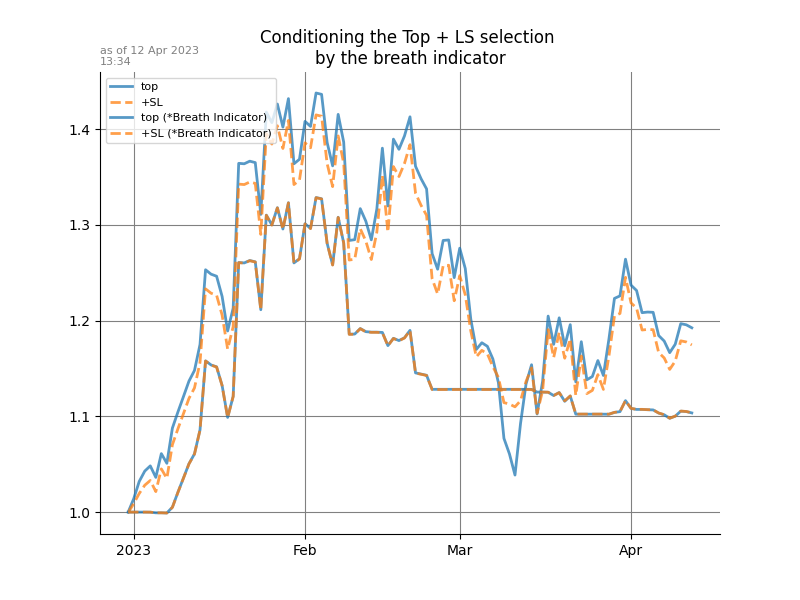 Conditioning the Top + LS selection
by the breath indicator
as of 12 Apr 2023
13:34
top
+SL
top (*Breath Indicator)
+SL (*Breath Indicator)
1.4
1.3
1.2
1.1
1.0
2023 Feb Mar Apr